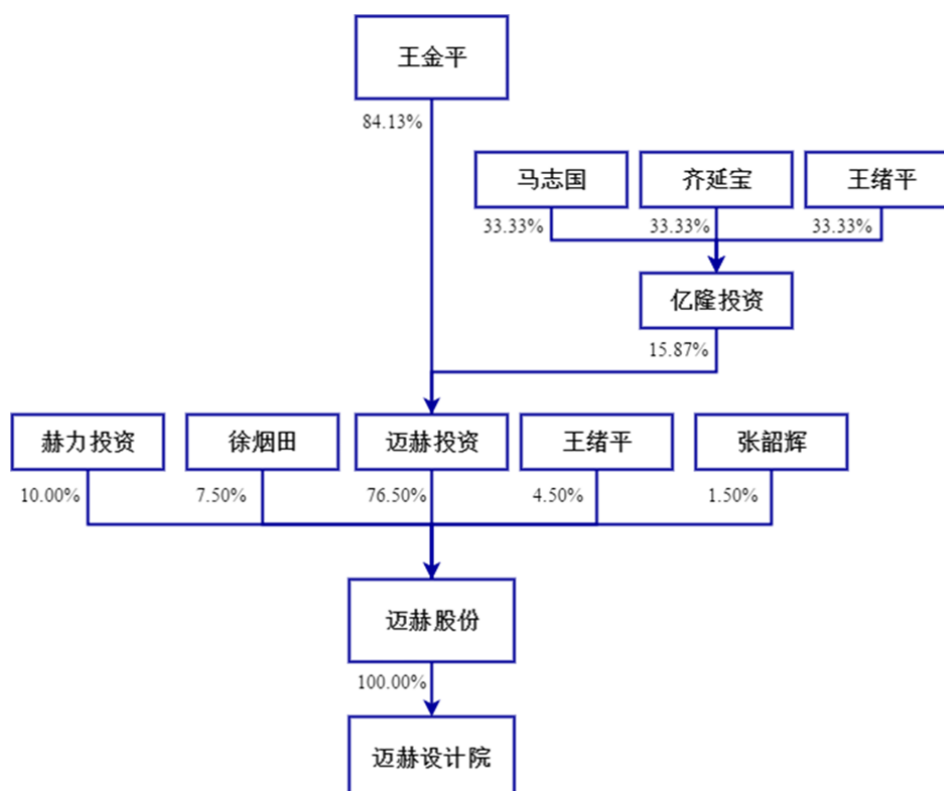 王金平
84.13%
马志国
齐延宝
王绪平
33.33%
33.33%
33.33%
亿隆投资
15.87%
赫力投资
徐烟田
迈赫投资
王绪平
张韶辉
10.00%
7.50%
76.50%
4.50%
1.50%
迈赫股份
100.00%
迈赫设计院